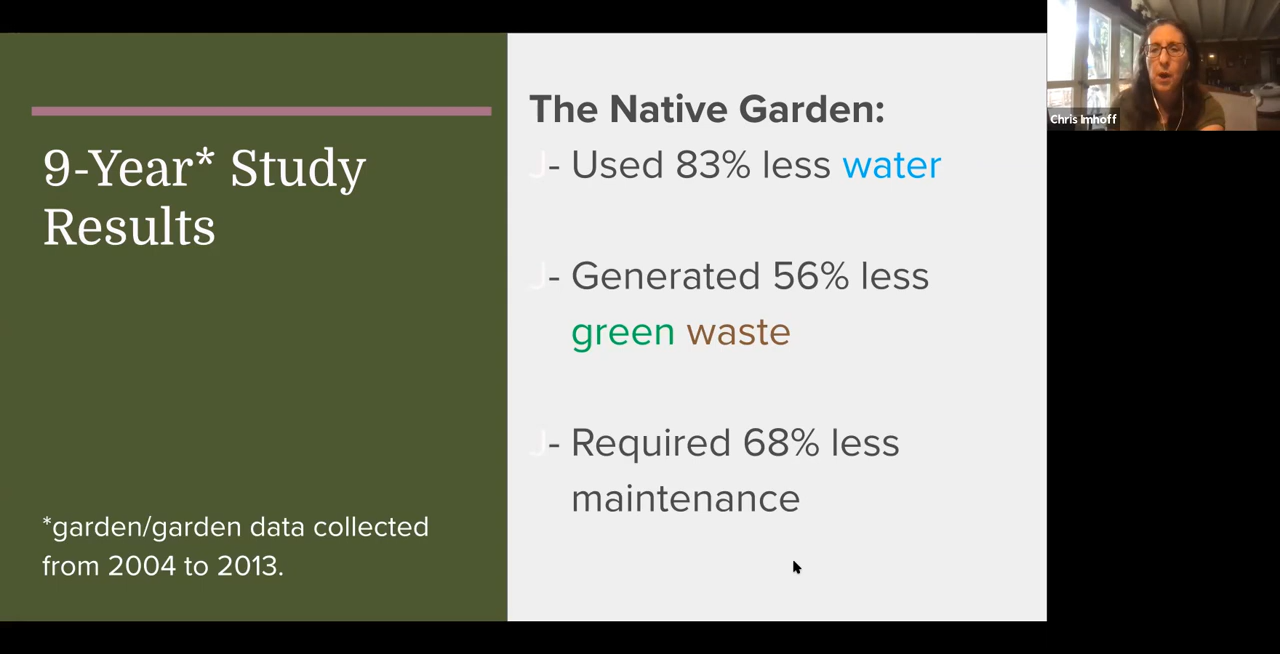 9-Year* Study
Results
*garden/garden data collected
from 2004 to 2013.
The Native Garden:
J- Used 83% less water
J- Generated 56% less
green waste
J- Required 68% less
maintenance
Chris Imhoff